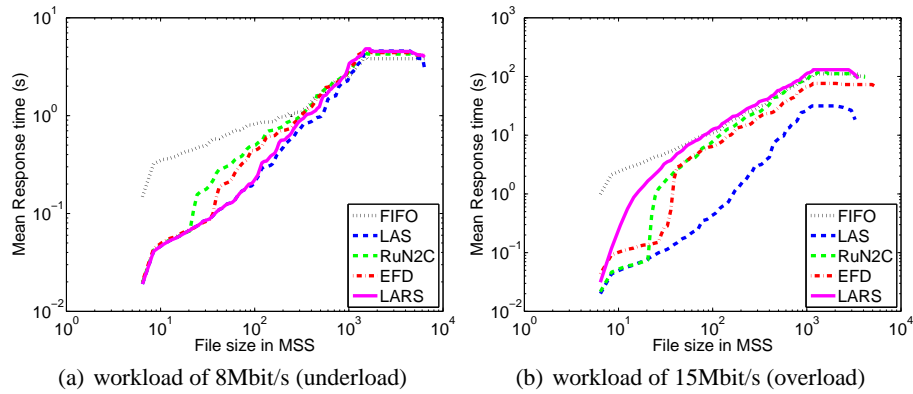 10^1
10^0
10^-1
10^-2
Mean Response time (s)
10^0
10^1
10^2
10^3
10^4
File size in MSS
FIFO
LAS
RuN2C
EFD
LARS
(a) workload of 8Mbit/s (underload)
10^3
10^2
10^1
10^0
10^-1
10^-2
Mean Response time (s)
10^0
10^1
10^2
10^3
10^4
File size in MSS
FIFO
LAS
RuN2C
EFD
LARS
(b) workload of 15Mbit/s (overload)